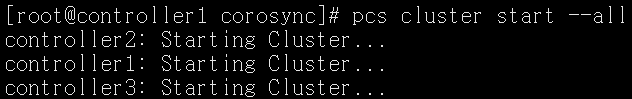 [root@controller1 corosync]# pcs cluster start --all
controller2: Starting Cluster...
controller1: Starting Cluster...
controller3: Starting Cluster...